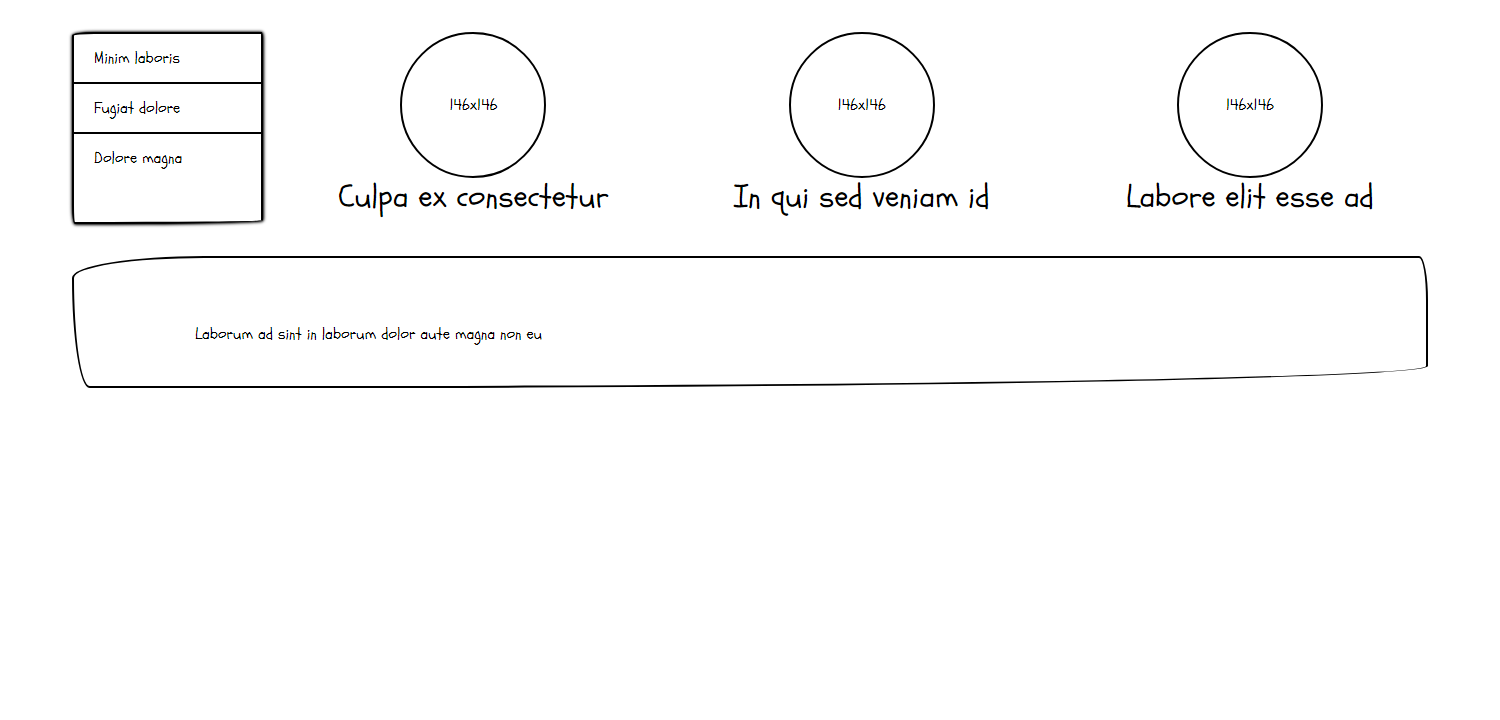 Minim laboris
Fugiat dolore
Dolore magna
146x146
Culpa ex consectetur
146x146
In qui sed veniam id
146x146
Labore elit esse ad
Laborum ad sint in laborum dolor aute magna non eu